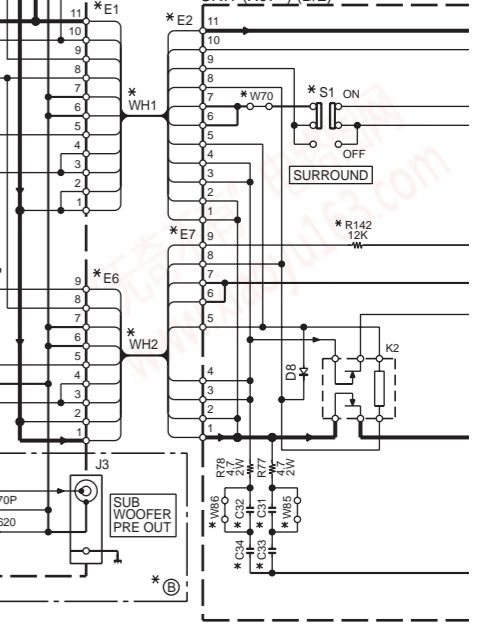 * E1
* E2
11
10
9
8
7
6
5
4
3
2
1
* WH1
11
10
9
8
7
6
5
4
3
2
1
* W70
* S1 ON
OFF
SURROUND
* E7
9
8
7
6
5
4
3
2
1
* R142
12K
* E6
9
8
7
6
5
4
3
2
1
* WH2
D8
K2
R78
4.7
2W
R77
4.7
2W
* W86
* C32
* C31
* W85
* C34
* C33
J3
70P
620
SUB
WOOFER
PRE OUT
* B